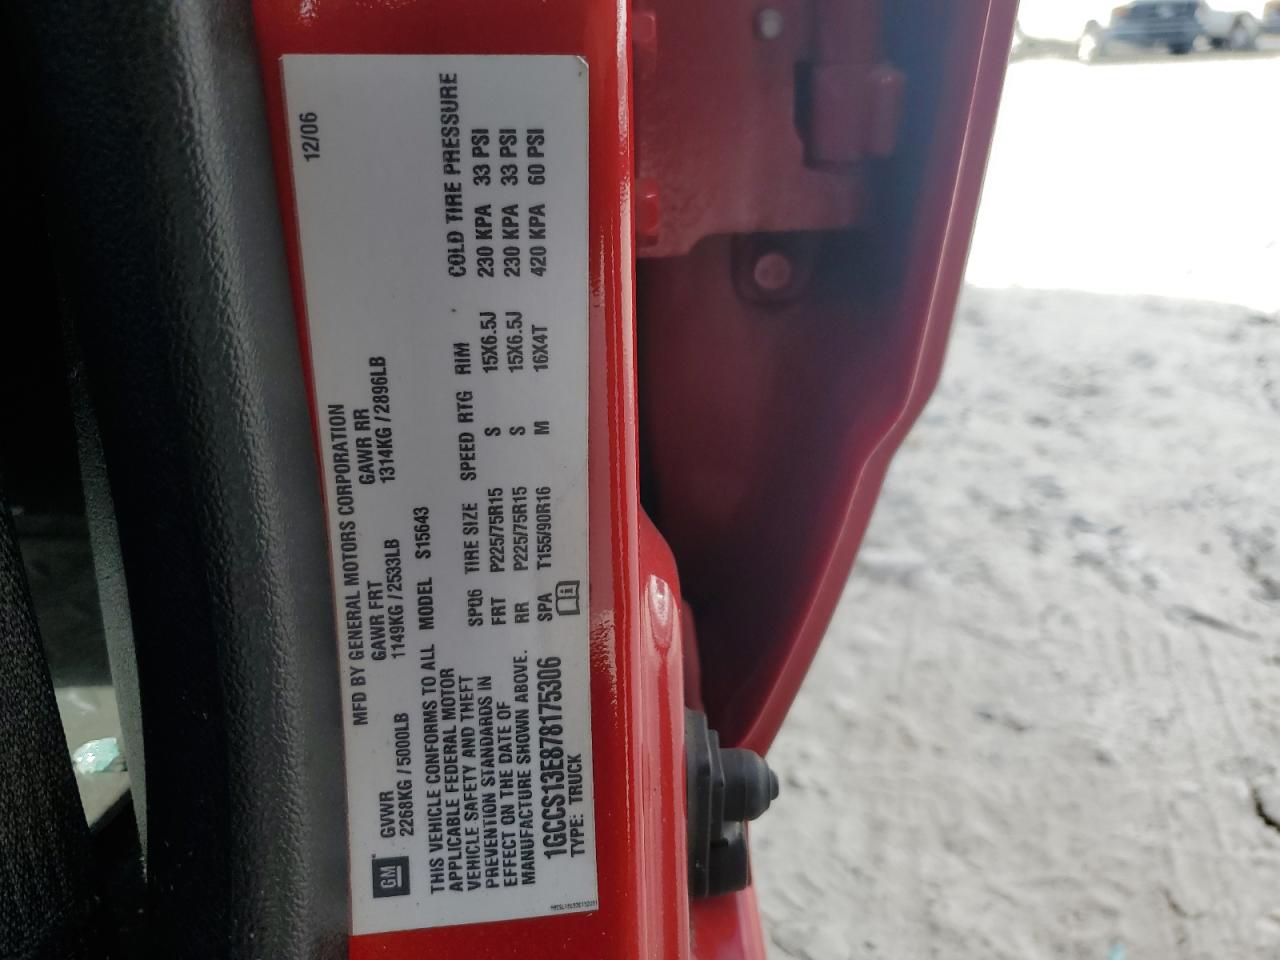 MFD BY GENERAL MOTORS CORPORATION 12/06
GVWR GAWR FRT GAWR RR
2268KG / 5000LB 1149KG / 2533LB 1314KG / 2896LB
GM
THIS VEHICLE CONFORMS TO ALL
APPLICABLE FEDERAL MOTOR
VEHICLE SAFETY AND THEFT
PREVENTION STANDARDS IN
EFFECT ON THE DATE OF
MANUFACTURE SHOWN ABOVE.
MODEL S15643
SPQ6 TIRE SIZE SPEED RTG RIM COLD TIRE PRESSURE
FRT P225/75R15 S 15X6.5J 230 KPA 33 PSI
RR P225/75R15 S 15X6.5J 230 KPA 33 PSI
SPA T155/90R16 M 16X4T 420 KPA 60 PSI
1GCCS13E878175306
TYPE: TRUCK